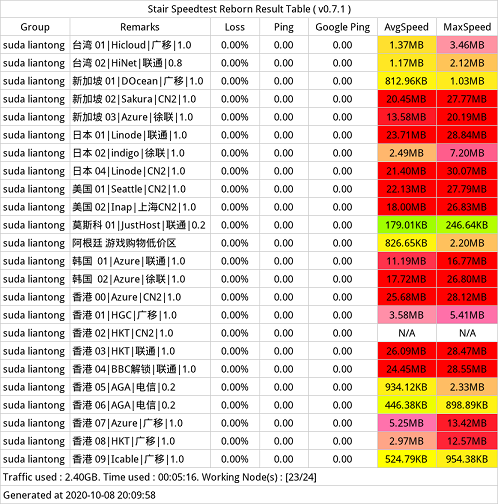 Stair Speedtest Reborn Result Table ( v0.7.1 )
Group Remarks Loss Ping Google Ping AvgSpeed MaxSpeed
suda liantong 台湾 01|Hicloud|广移|1.0 0.00% 0.00 0.00 1.37MB 3.46MB
suda liantong 台湾 02|HiNet|联通|0.8 0.00% 0.00 0.00 1.17MB 2.12MB
suda liantong 新加坡 01|DOcean|广移|1.0 0.00% 0.00 0.00 812.96KB 1.03MB
suda liantong 新加坡 02|Sakura|CN2|1.0 0.00% 0.00 0.00 20.45MB 27.77MB
suda liantong 新加坡 03|Azure|徐联|1.0 0.00% 0.00 0.00 13.58MB 20.19MB
suda liantong 日本 01|Linode|联通|1.0 0.00% 0.00 0.00 23.71MB 28.84MB
suda liantong 日本 02|indigo|徐联|1.0 0.00% 0.00 0.00 2.49MB 7.20MB
suda liantong 日本 04|Linode|CN2|1.0 0.00% 0.00 0.00 21.40MB 30.07MB
suda liantong 美国 01|Seattle|CN2|1.0 0.00% 0.00 0.00 22.13MB 27.79MB
suda liantong 美国 02|Inap|上海CN2|1.0 0.00% 0.00 0.00 18.00MB 26.83MB
suda liantong 莫斯科 01|JustHost|联通|0.2 0.00% 0.00 0.00 179.01KB 246.64KB
suda liantong 阿根廷 游戏购物低价区 0.00% 0.00 0.00 826.65KB 2.20MB
suda liantong 韩国 01|Azure|联通|1.0 0.00% 0.00 0.00 11.19MB 15.77MB
suda liantong 韩国 02|Azure|徐联|1.0 0.00% 0.00 0.00 17.72MB 25.80MB
suda liantong 香港 00|Azure|CN2|1.0 0.00% 0.00 0.00 25.68MB 28.12MB
suda liantong 香港 01|HGC|广移|1.0 0.00% 0.00 0.00 3.58MB 5.41MB
suda liantong 香港 02|HKT|CN2|1.0 0.00% 0.00 0.00 N/A N/A
suda liantong 香港 03|HKT|联通|1.0 0.00% 0.00 0.00 26.09MB 28.47MB
suda liantong 香港 04|BBC解锁|联通|1.0 0.00% 0.00 0.00 24.45MB 28.55MB
suda liantong 香港 05|AGA|电信|0.2 0.00% 0.00 0.00 934.12KB 2.33MB
suda liantong 香港 06|AGA|电信|0.2 0.00% 0.00 0.00 446.38KB 898.89KB
suda liantong 香港 07|Azure|广移|1.0 0.00% 0.00 0.00 5.25MB 13.42MB
suda liantong 香港 08|HKT|广移|1.0 0.00% 0.00 0.00 2.97MB 12.57MB
suda liantong 香港 09|Icable|广移|1.0 0.00% 0.00 0.00 524.79KB 954.38KB
Traffic used : 2.40GB. Time used : 00:05:16. Working Node(s) : [23/24]
Generated at 2020-10-08 20:09:58